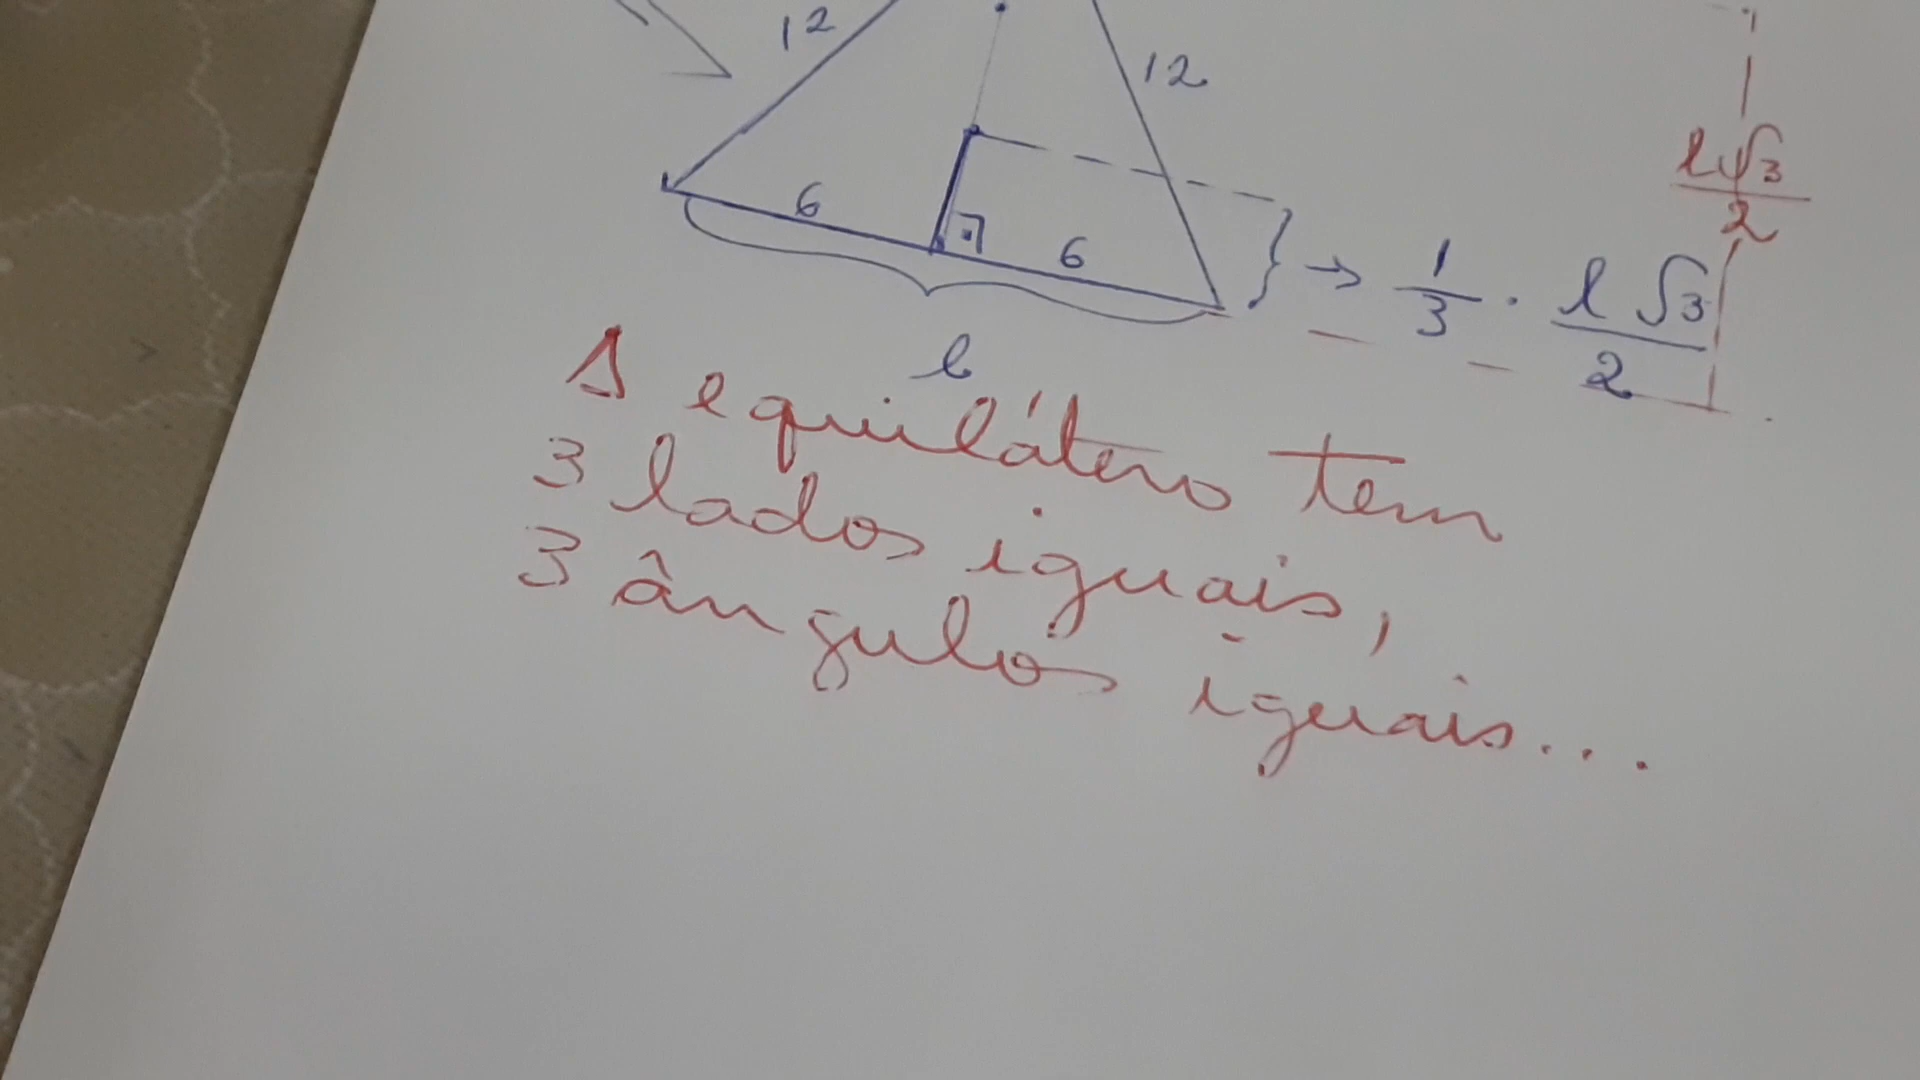 12
12
l√3/2
6
6
→ 1/3 · l√3/2
l
Δ equilátero tem
3 lados iguais,
3 ângulos iguais...